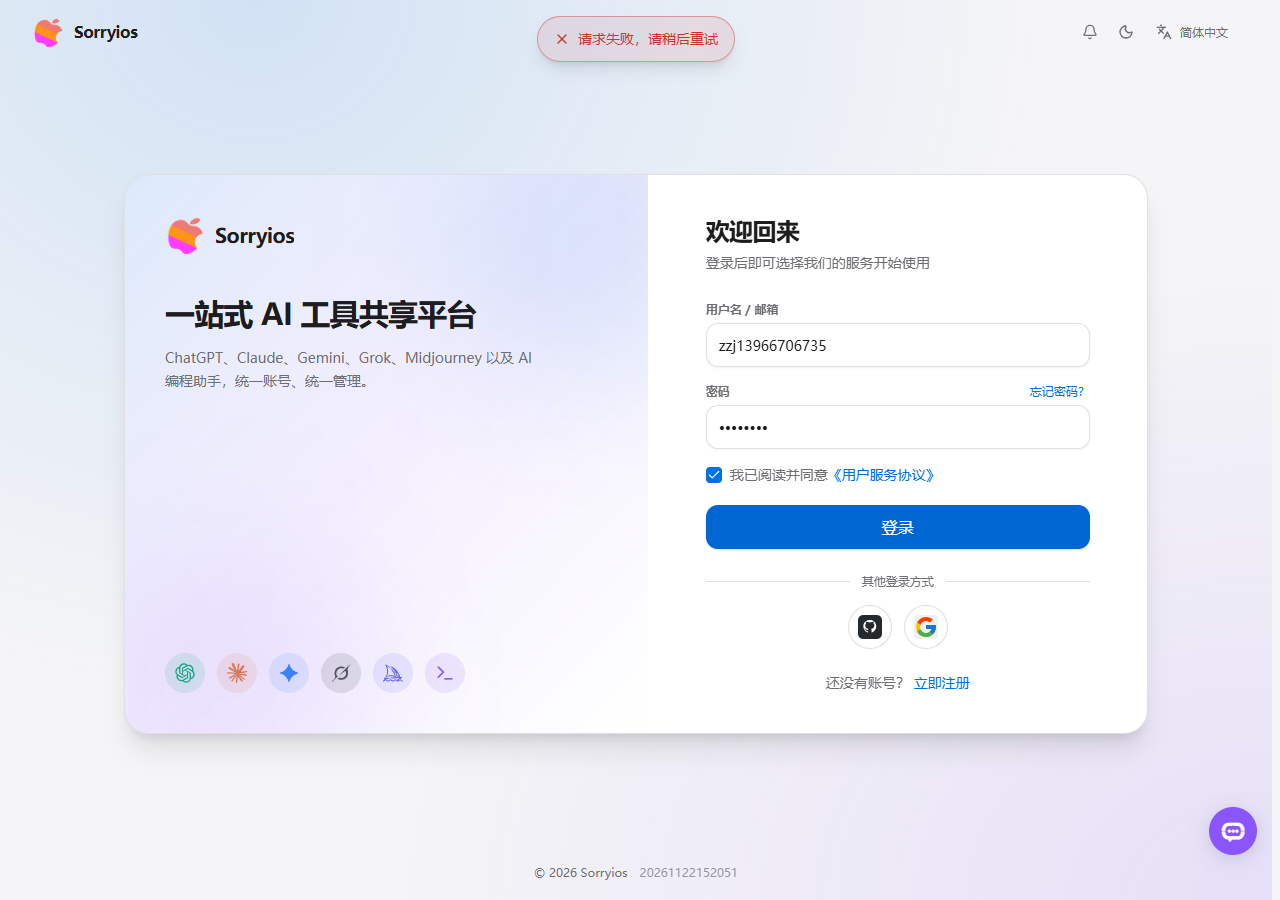 Sorryios
请求失败，请稍后重试
简体中文
Sorryios
一站式 AI 工具共享平台
ChatGPT、Claude、Gemini、Grok、Midjourney 以及 AI
编程助手，统一账号、统一管理。
欢迎回来
登录后即可选择我们的服务开始使用
用户名 / 邮箱
zzj13966706735
密码
忘记密码?
••••••••
我已阅读并同意《用户服务协议》
登录
其他登录方式
还没有账号? 立即注册
© 2026 Sorryios 20261122152051